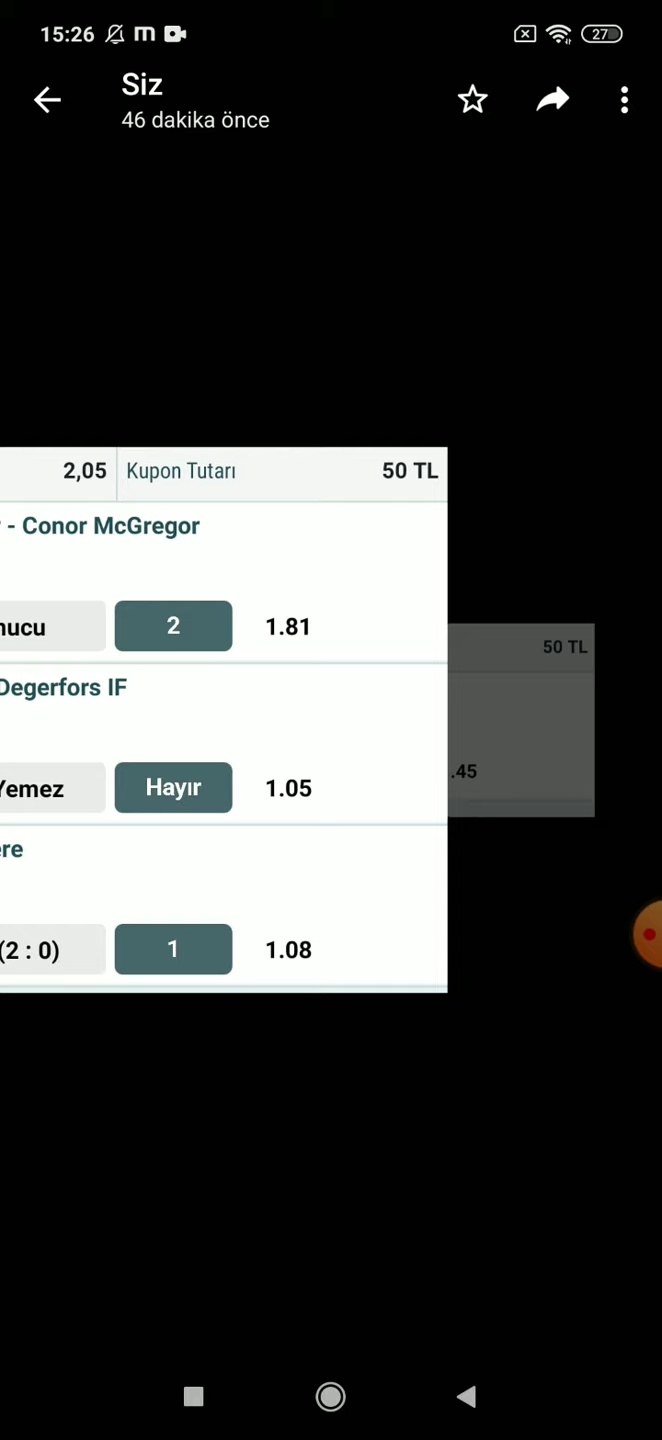 15:26 m 27
Siz
46 dakika önce
2,05 Kupon Tutarı 50 TL
- Conor McGregor
nucu 2 1.81
50 TL
Degerfors IF
.45
Yemez Hayır 1.05
ere
(2 : 0) 1 1.08